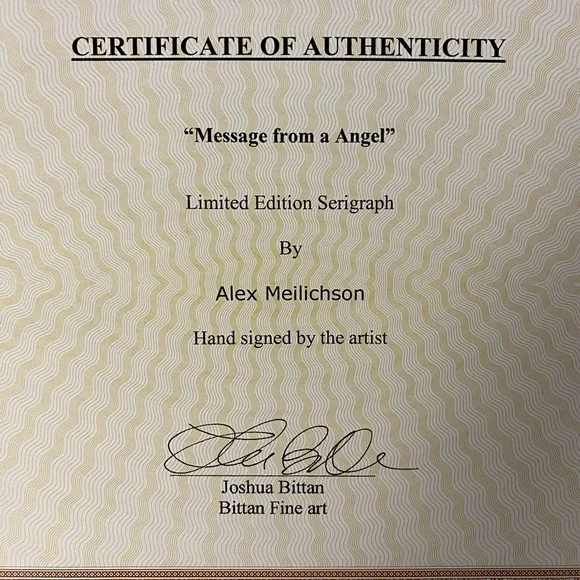 CERTIFICATE OF AUTHENTICITY
“Message from a Angel”
Limited Edition Serigraph
By
Alex Meilichson
Hand signed by the artist
Joshua Bittan
Bittan Fine art